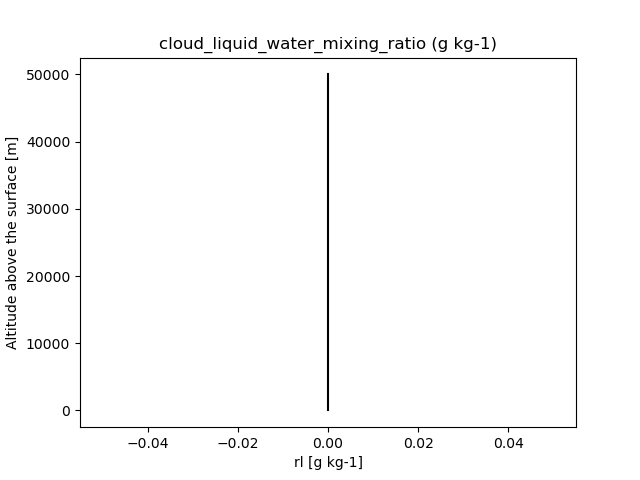 cloud_liquid_water_mixing_ratio (g kg-1)
Altitude above the surface [m]
50000
40000
30000
20000
10000
0
−0.04 −0.02 0.00 0.02 0.04
rl [g kg-1]